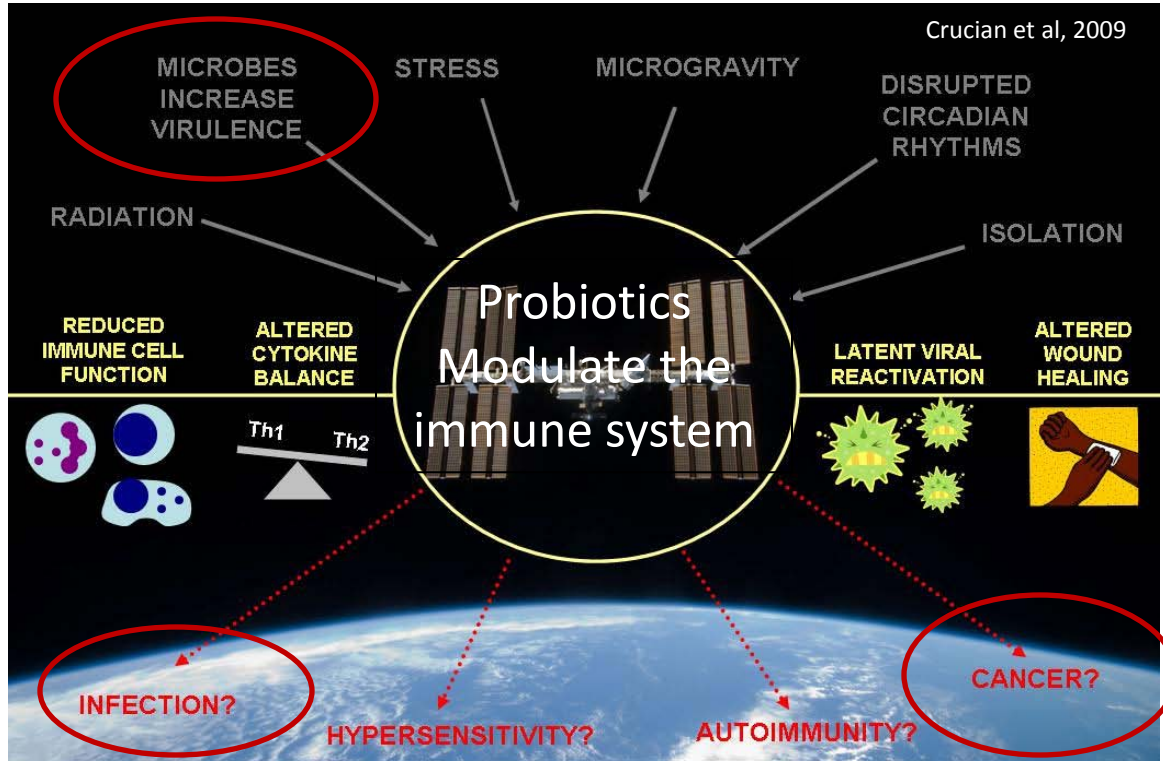 Crucian et al, 2009
MICROBES
INCREASE
VIRULENCE
STRESS
MICROGRAVITY
DISRUPTED
CIRCADIAN
RHYTHMS
RADIATION
ISOLATION
Probiotics
Modulate the
immune system
REDUCED
IMMUNE CELL
FUNCTION
ALTERED
CYTOKINE
BALANCE
LATENT VIRAL
REACTIVATION
ALTERED
WOUND
HEALING
Th1
Th2
INFECTION?
HYPERSENSITIVITY?
AUTOIMMUNITY?
CANCER?